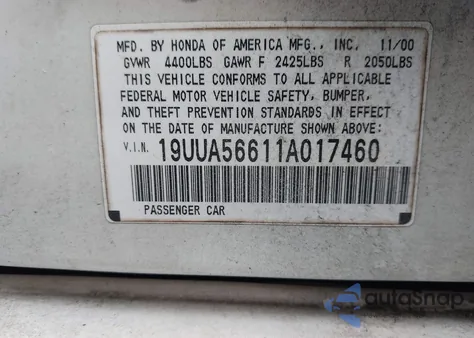 MFD. BY HONDA OF AMERICA MFG., INC. 11/00
GVWR 4400LBS GAWR F 2425LBS R 2050LBS
THIS VEHICLE CONFORMS TO ALL APPLICABLE
FEDERAL MOTOR VEHICLE SAFETY, BUMPER,
AND THEFT PREVENTION STANDARDS IN EFFECT
ON THE DATE OF MANUFACTURE SHOWN ABOVE:
V.I.N. 19UUA56611A017460
PASSENGER CAR
autoSnap